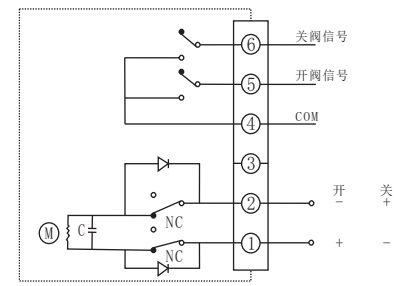 ⑥ 关阀信号
⑤ 开阀信号
④ COM
③
开 关
② − +
NC
M C
① + −
NC